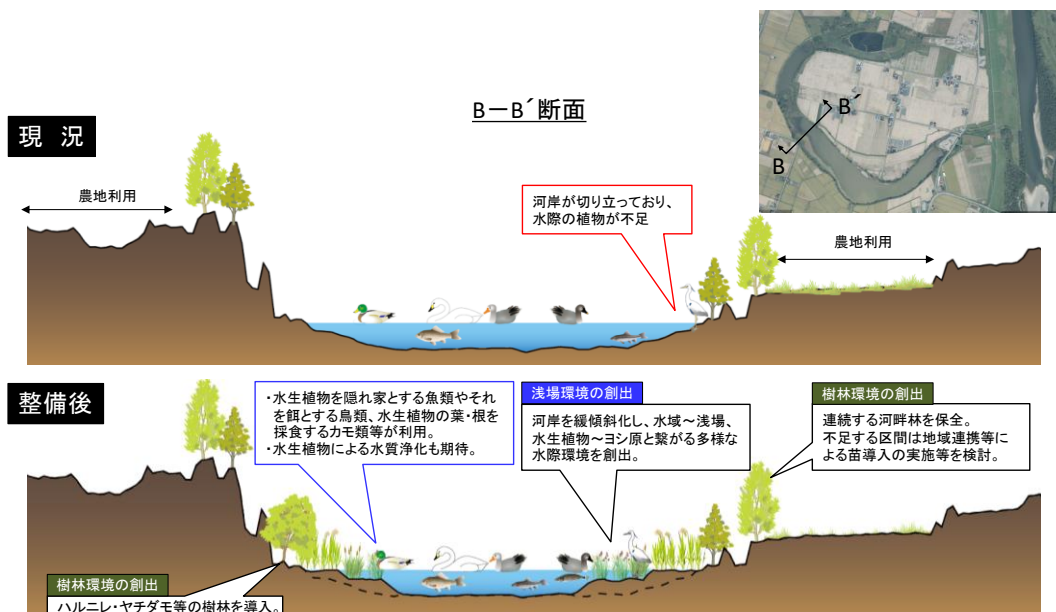 B－B´断面
B´
B
現 況
農地利用
河岸が切り立っており、
水際の植物が不足
農地利用
整備後
・水生植物を隠れ家とする魚類やそれ
を餌とする鳥類、水生植物の葉・根を
採食するカモ類等が利用。
・水生植物による水質浄化も期待。
浅場環境の創出
河岸を緩傾斜化し、水域～浅場、
水生植物～ヨシ原と繋がる多様な
水際環境を創出。
樹林環境の創出
連続する河畔林を保全。
不足する区間は地域連携等に
よる苗導入の実施等を検討。
樹林環境の創出
ハルニレ・ヤチダモ等の樹林を導入。